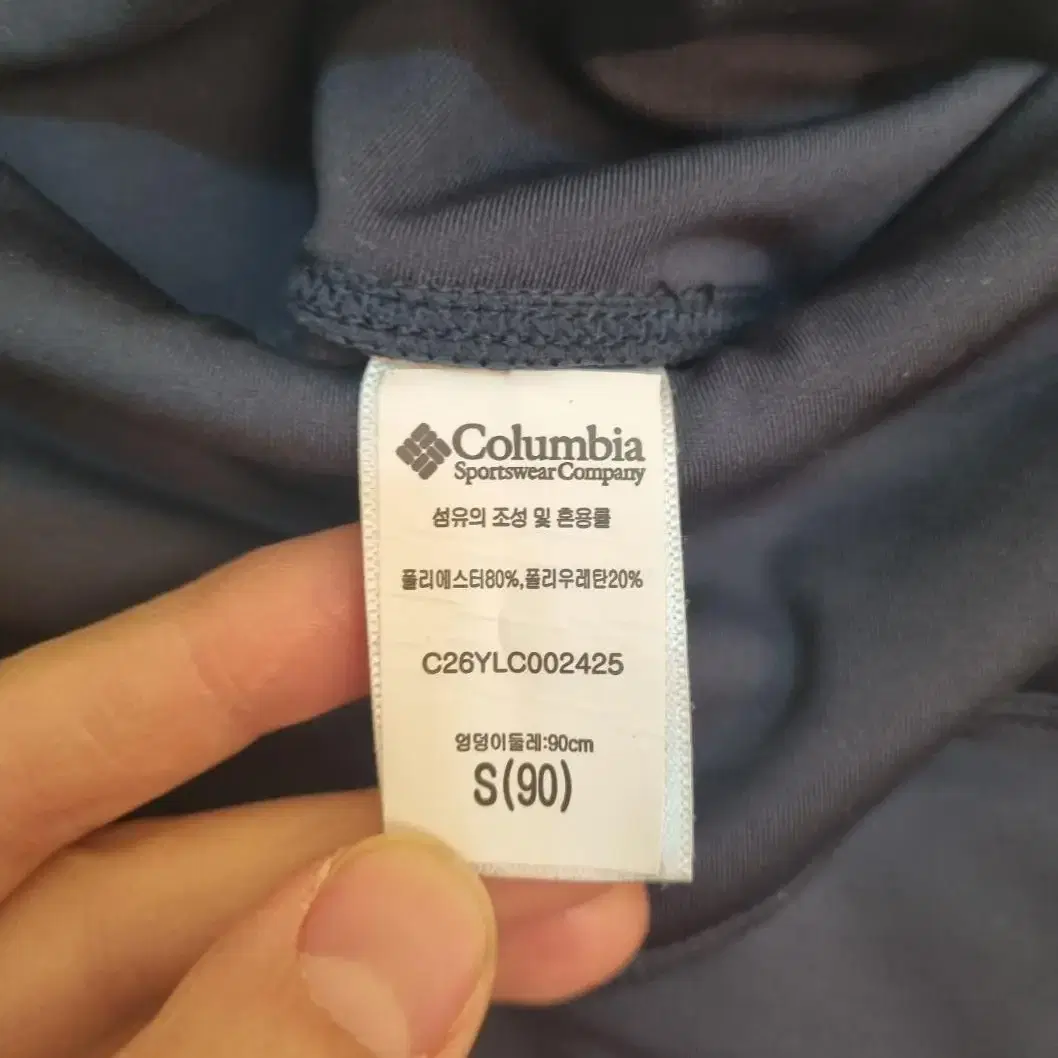 Columbia
Sportswear Company
섬유의 조성 및 혼용률
폴리에스터80%,폴리우레탄20%
C26YLC002425
엉덩이둘레:90cm
S(90)